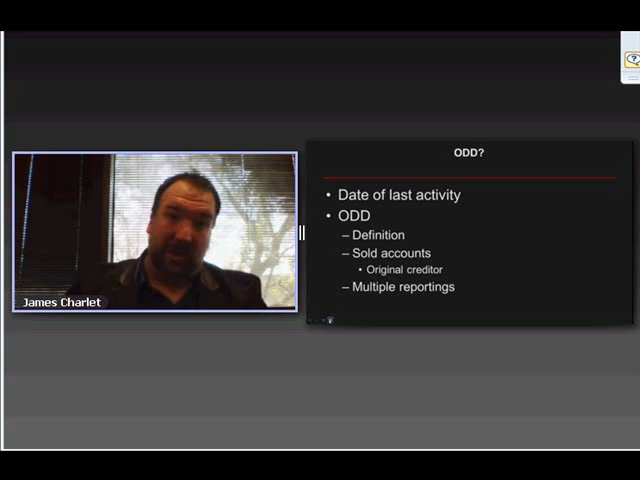 ODD?
• Date of last activity
• ODD
– Definition
– Sold accounts
• Original creditor
– Multiple reportings
James Charlet